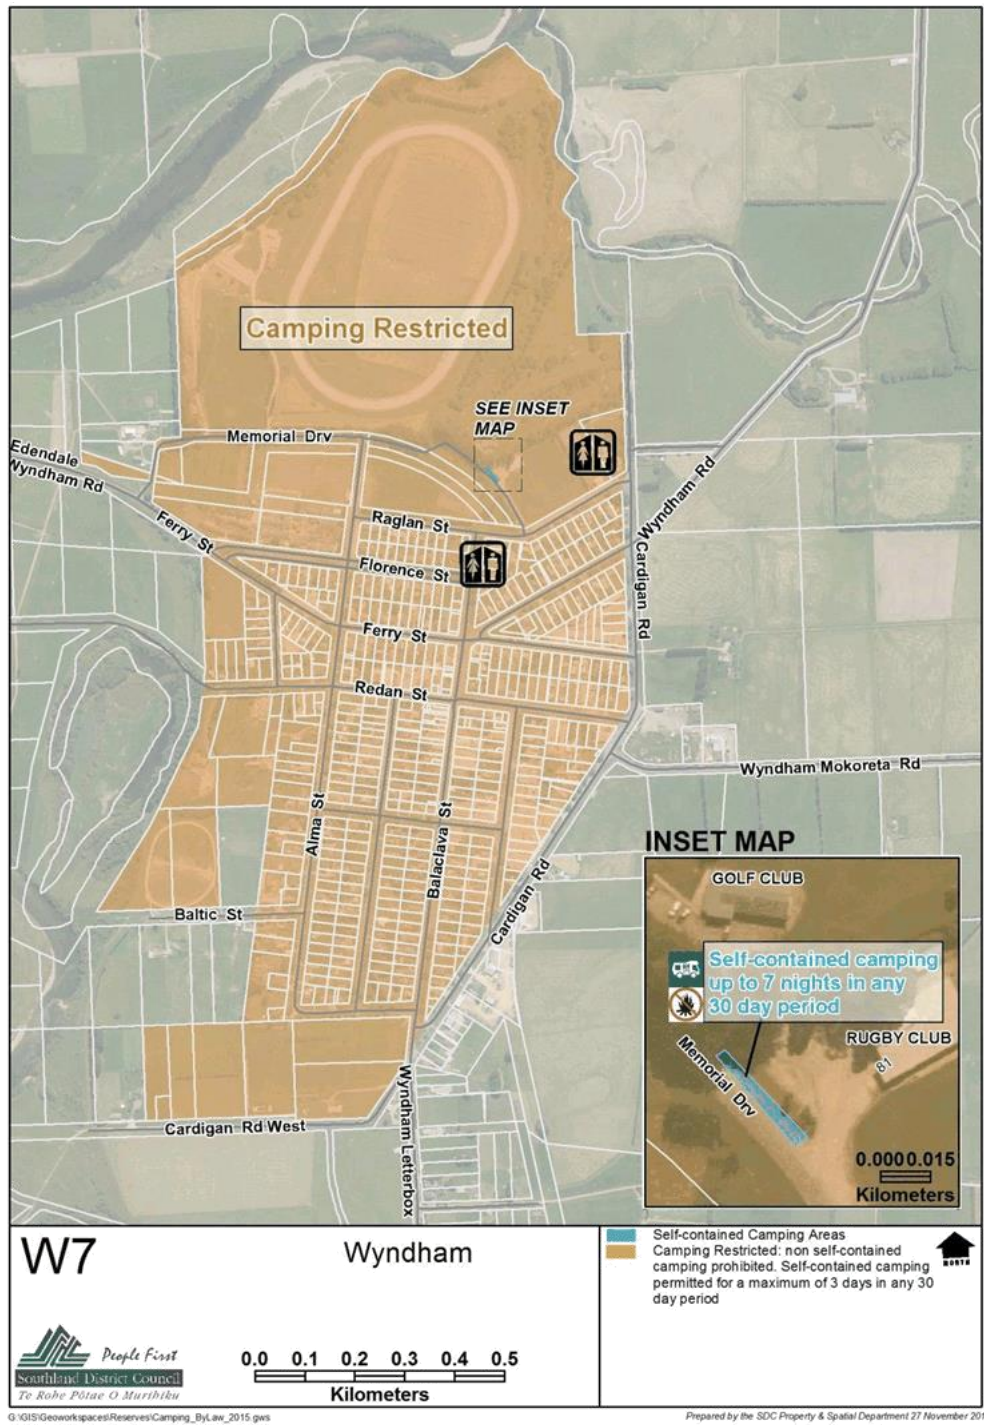 Camping Restricted
SEE INSET
MAP
Memorial Drv
Edendale
Wyndham Rd
Ferry St
Raglan St
Florence St
Wyndham Rd
Cardigan Rd
Ferry St
Redan St
Wyndham Mokoreta Rd
Alma St
Balaclava St
Cardigan Rd
Baltic St
Wyndham Letterbox
Cardigan Rd West
INSET MAP
GOLF CLUB
Self-contained camping
up to 7 nights in any
30 day period
RUGBY CLUB
81
Memorial Drv
0.000 0.015
Kilometers
W7
Wyndham
Self-contained Camping Areas
Camping Restricted: non self-contained
camping prohibited. Self-contained camping
permitted for a maximum of 3 days in any 30
day period
NORTH
People First
Southland District Council
Te Rohe Pōtae O Murihiku
0.0 0.1 0.2 0.3 0.4 0.5
Kilometers
G:\GIS\Geoworkspaces\Reserves\Camping_ByLaw_2015.gws
Prepared by the SDC Property & Spatial Department 27 November 201